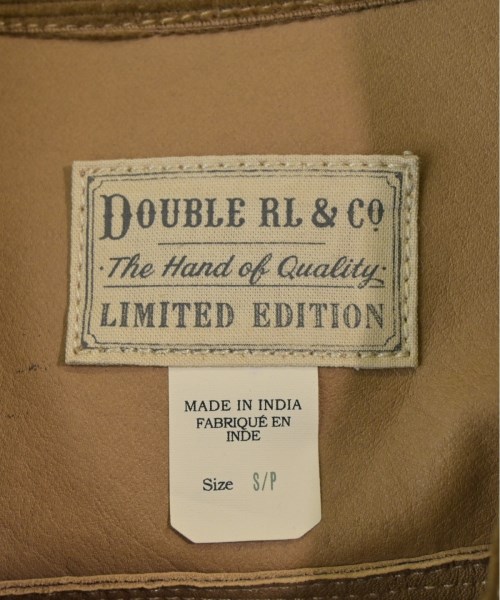 DOUBLE RL & CO
·The Hand of Quality·
LIMITED EDITION
MADE IN INDIA
FABRIQUÉ EN
INDE
Size S/P